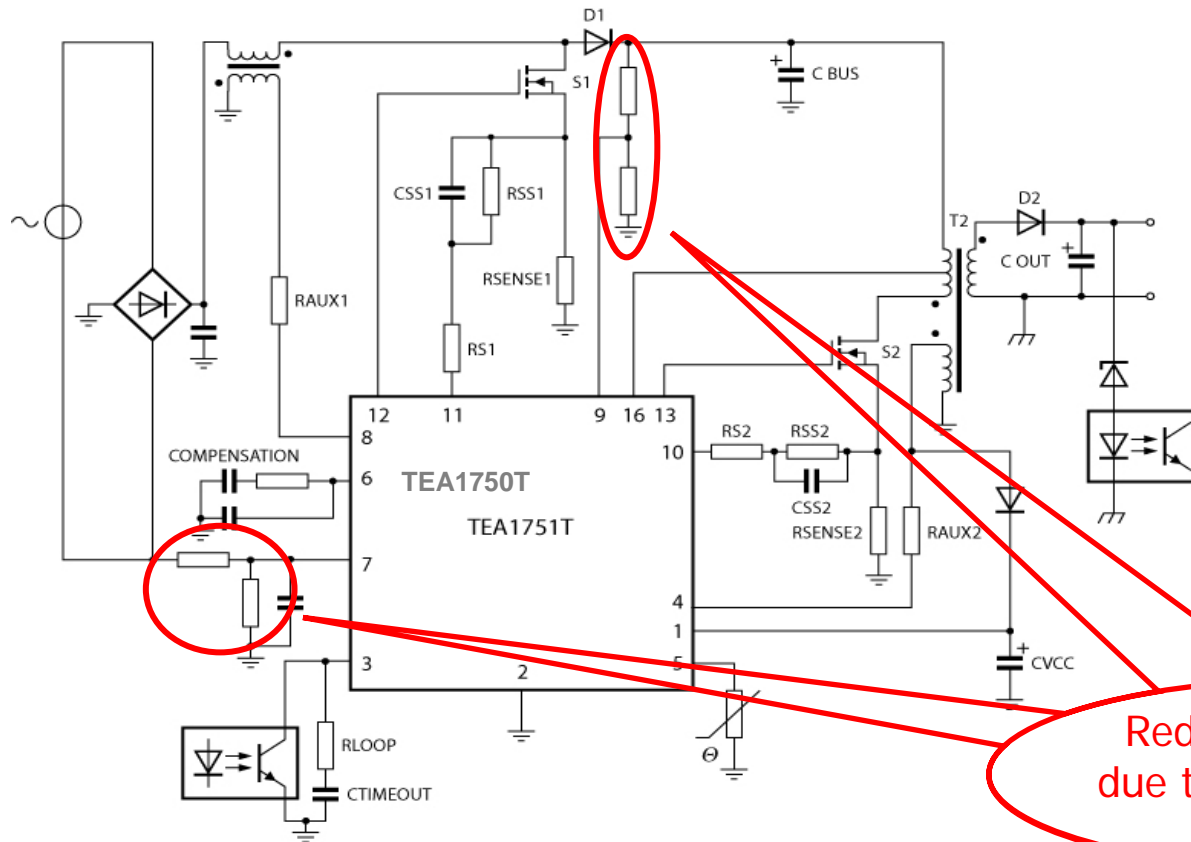 D1
S1
C BUS
CSS1
RSS1
D2
T2
C OUT
RSENSE1
RAUX1
RS1
S2
12 11 9 16 13
8
RS2 RSS2
10
COMPENSATION
6
TEA1750T
CSS2
TEA1751T
RSENSE2 RAUX2
7
4
1
3 2 5
CVCC
RLOOP
Θ
CTIMEOUT
due t